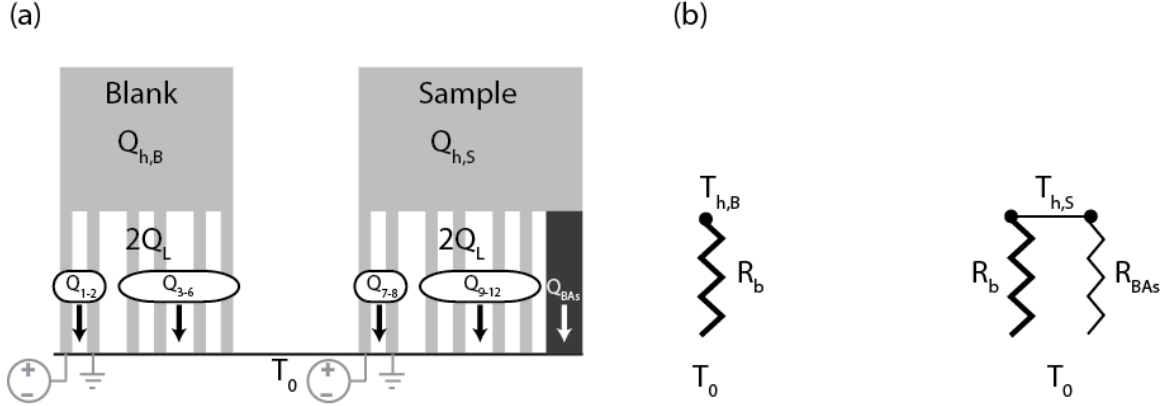 (a)
(b)
Blank
Sample
Q_h,B
Q_h,S
T_h,B
T_h,S
2Q_L
2Q_L
R_b
R_b
R_BAs
Q_1-2
Q_3-6
Q_7-8
Q_9-12
Q_BAs
+
−
+
−
T_0
T_0
T_0